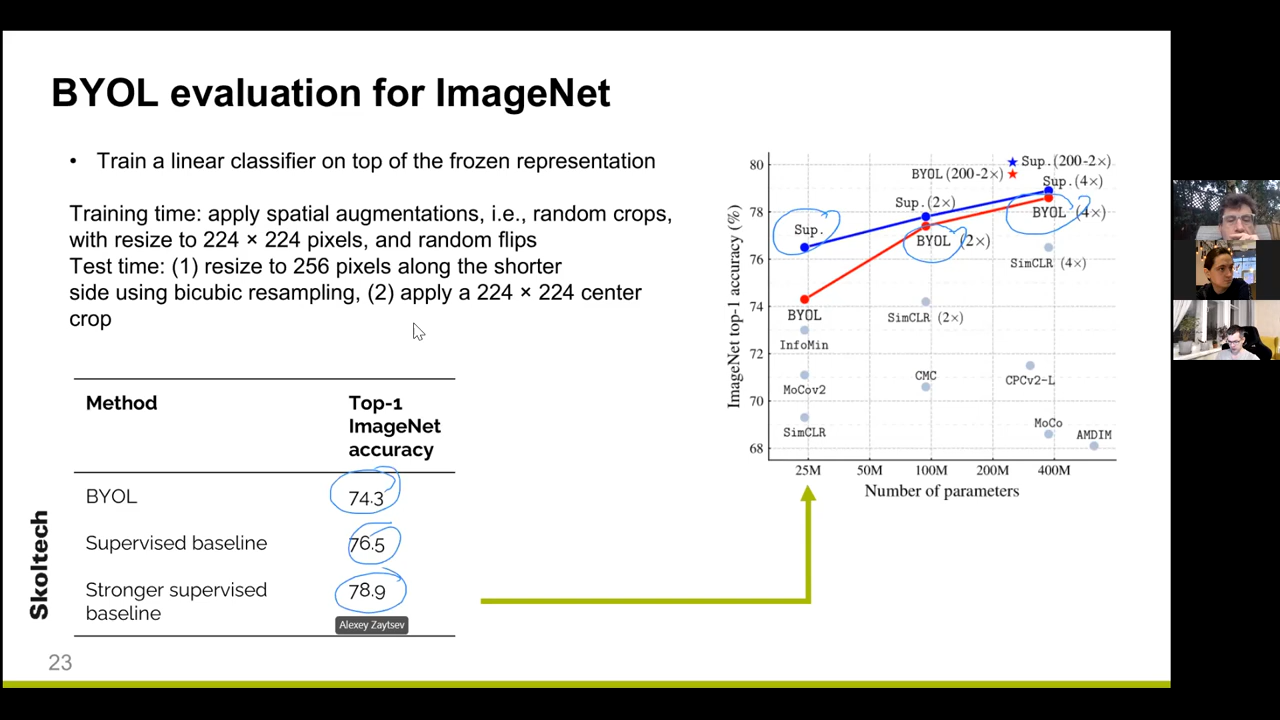 BYOL evaluation for ImageNet
• Train a linear classifier on top of the frozen representation
Training time: apply spatial augmentations, i.e., random crops,
with resize to 224 × 224 pixels, and random flips
Test time: (1) resize to 256 pixels along the shorter
side using bicubic resampling, (2) apply a 224 × 224 center
crop
Method Top-1
ImageNet
accuracy
BYOL 74.3
Supervised baseline 76.5
Stronger supervised 78.9
baseline
Alexey Zaytsev
Skoltech
23
ImageNet top-1 accuracy (%)
80
78
76
74
72
70
68
Sup.(200-2×)
BYOL (200-2×)
Sup.(4×)
Sup.(2×)
BYOL (4×)
Sup.
BYOL (2×)
SimCLR (4×)
BYOL
SimCLR (2×)
InfoMin
CMC
CPCv2-L
MoCov2
MoCo
SimCLR
AMDIM
25M 50M 100M 200M 400M
Number of parameters